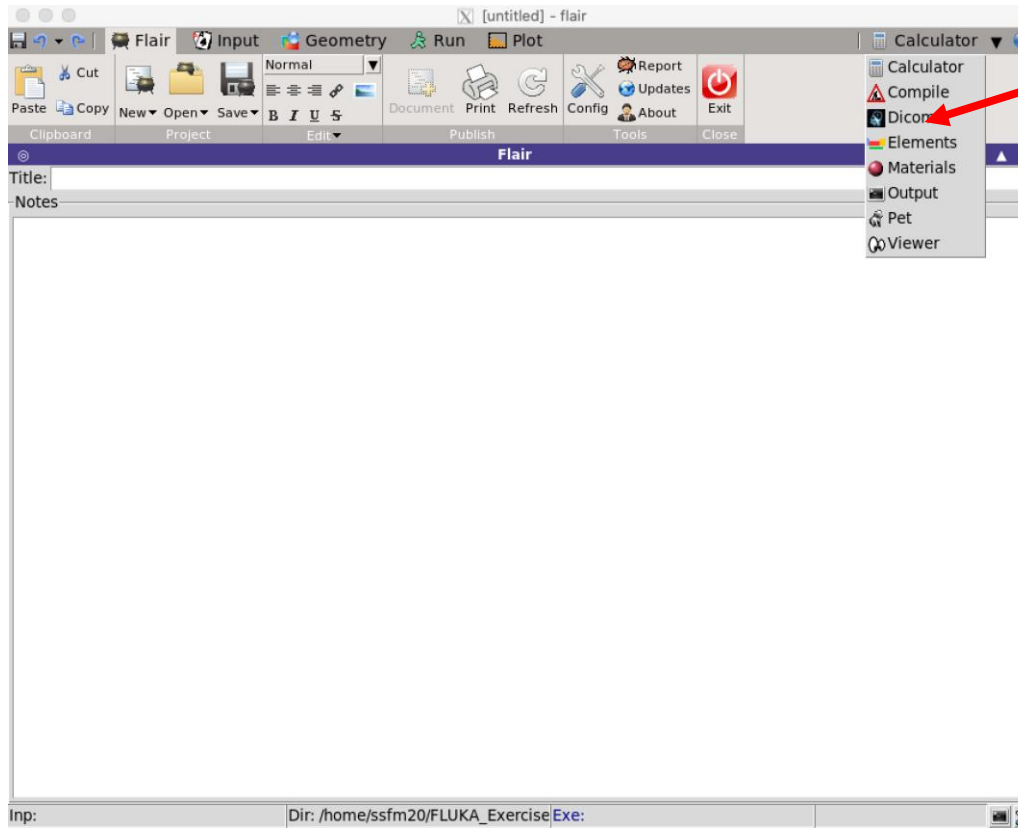 [untitled] - flair
Flair Input Geometry Run Plot Calculator
Paste Cut Copy
New Open Save
Normal
B I U S
Document Print Refresh Config
Report
Updates
About
Exit
Clipboard Project Edit Publish Tools Close
Calculator
Compile
Dicom
Elements
Materials
Output
Pet
Viewer
Flair
Title:
Notes
Inp: Dir: /home/ssfm20/FLUKA_Exercise Exe: